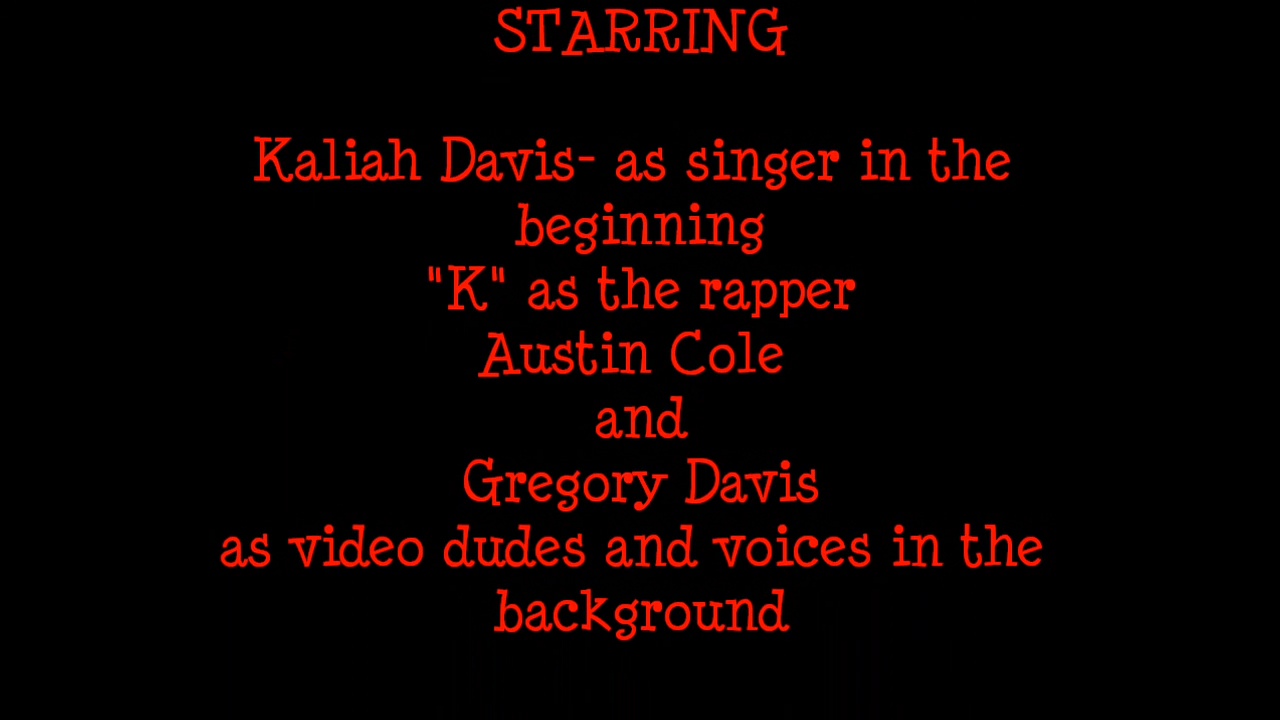 STARRING
Kaliah Davis- as singer in the
beginning
"K" as the rapper
Austin Cole
and
Gregory Davis
as video dudes and voices in the
background